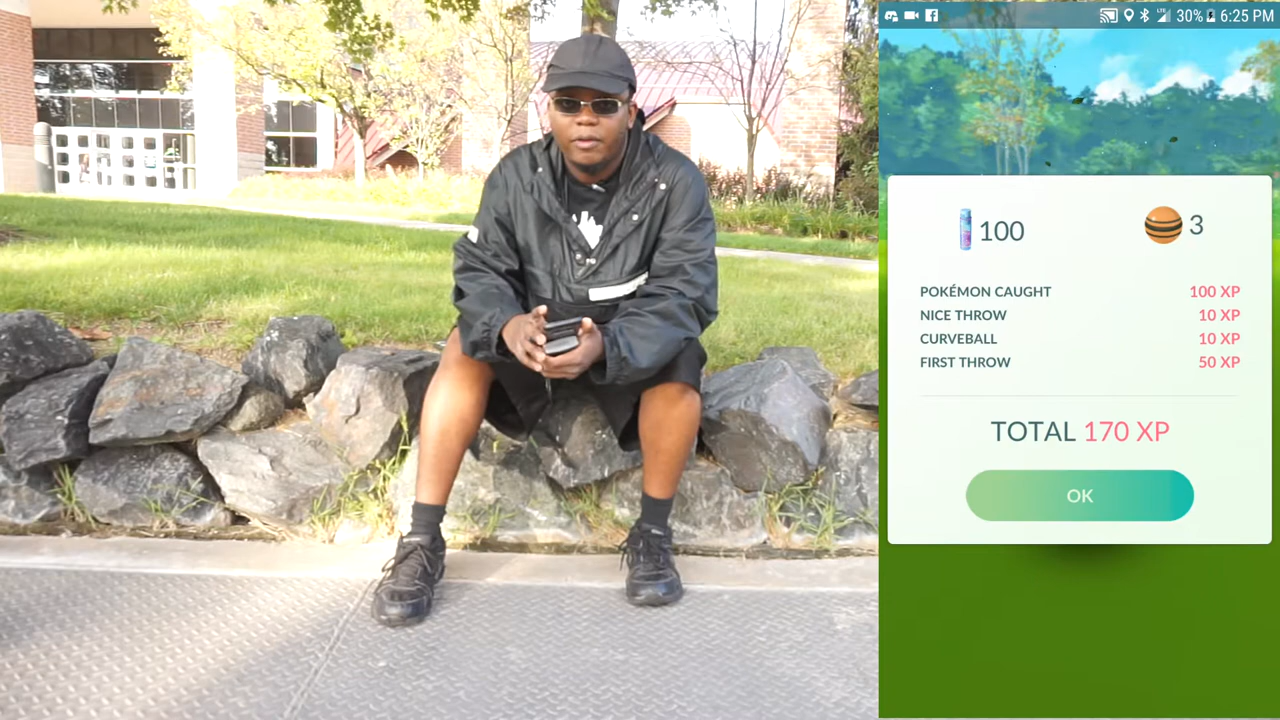 30% 6:25 PM
100 3
POKÉMON CAUGHT 100 XP
NICE THROW 10 XP
CURVEBALL 10 XP
FIRST THROW 50 XP
TOTAL 170 XP
OK